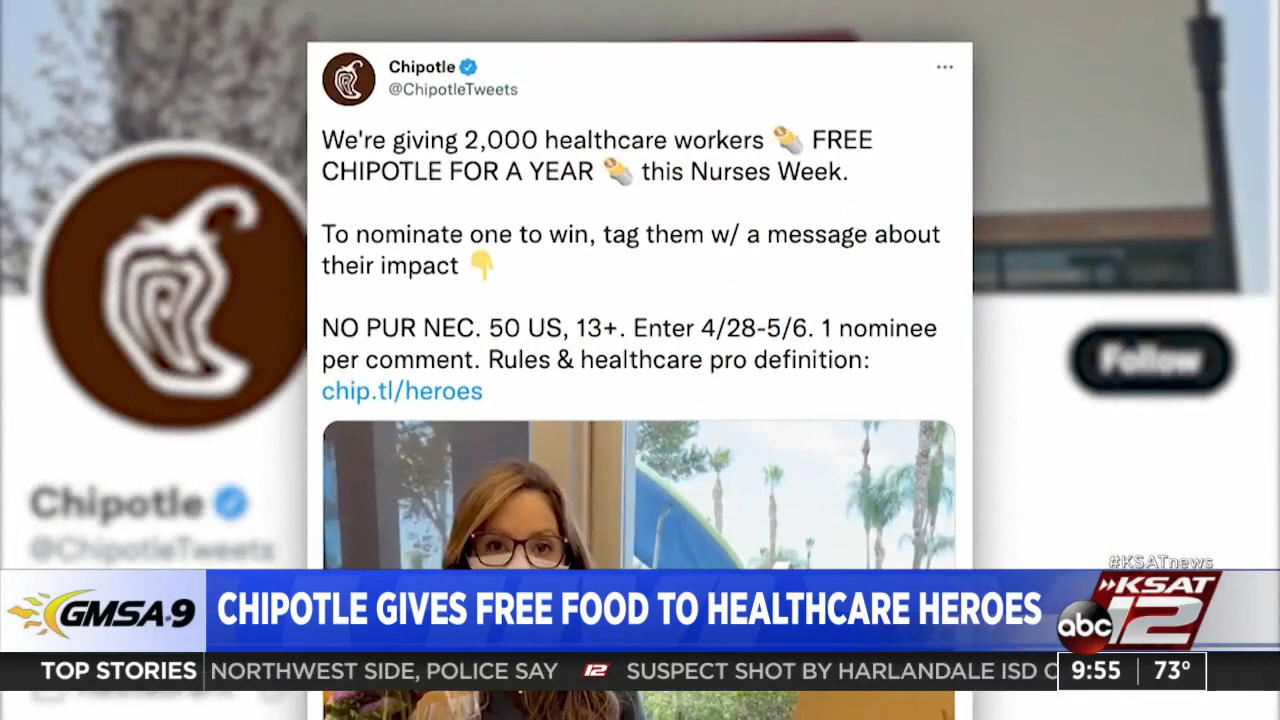 Chipotle
@ChipotleTweets
We're giving 2,000 healthcare workers 🌯 FREE
CHIPOTLE FOR A YEAR 🌯 this Nurses Week.
To nominate one to win, tag them w/ a message about
their impact 👇
NO PUR NEC. 50 US, 13+. Enter 4/28-5/6. 1 nominee
per comment. Rules & healthcare pro definition:
chip.tl/heroes
Follow
Chipotle
@ChipotleTweets
#KSATnews
GMSA@9
CHIPOTLE GIVES FREE FOOD TO HEALTHCARE HEROES
abc
KSAT
12
TOP STORIES
NORTHWEST SIDE, POLICE SAY 12 SUSPECT SHOT BY HARLANDALE ISD
9:55 73°